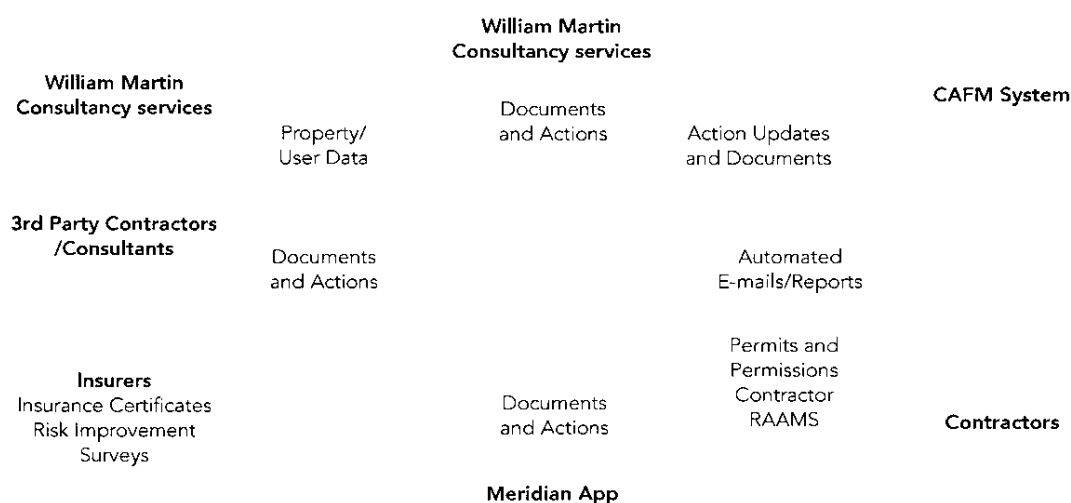 William Martin
Consultancy services
William Martin
Consultancy services
CAFM System
Documents
and Actions
Property/
User Data
Action Updates
and Documents
3rd Party Contractors
/Consultants
Documents
and Actions
Automated
E-mails/Reports
Permits and
Permissions
Contractor
RAAMS
Insurers
Insurance Certificates
Risk Improvement
Surveys
Documents
and Actions
Contractors
Meridian App